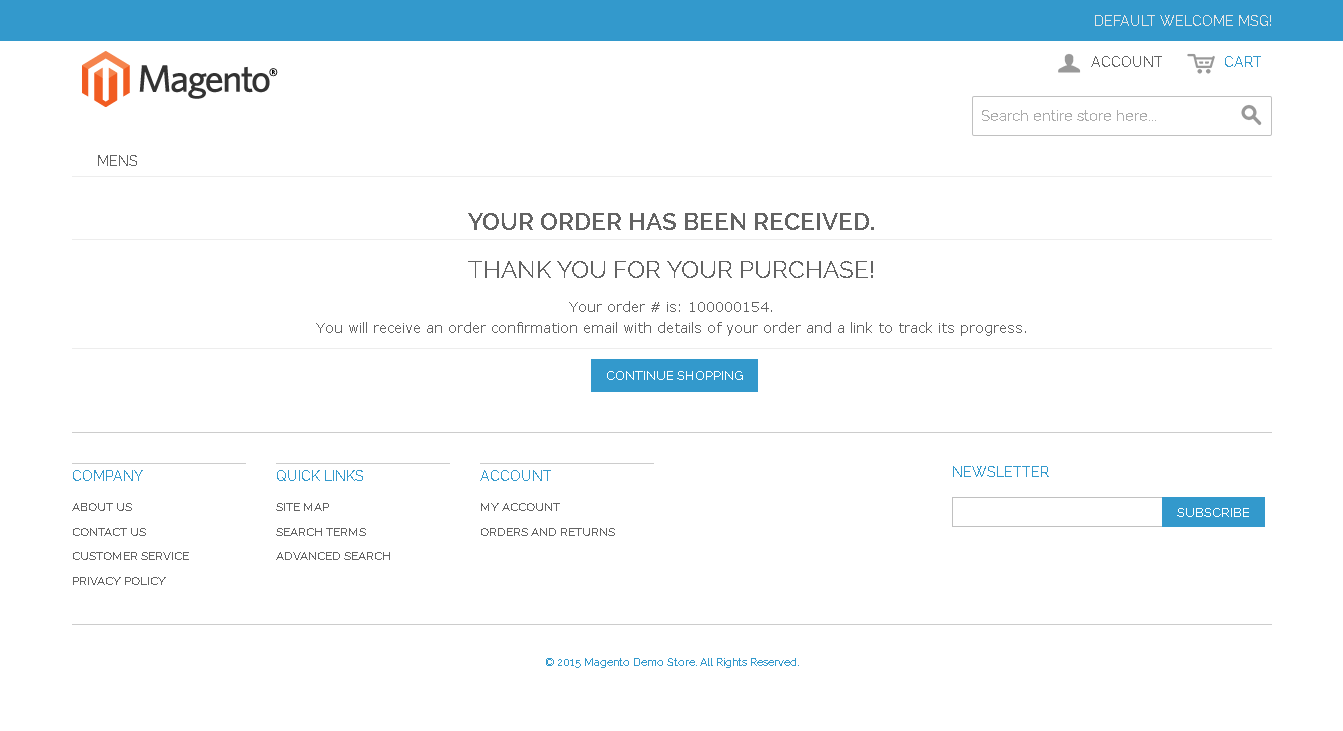 DEFAULT WELCOME MSG!
Magento®
ACCOUNT
CART
Search entire store here...
MENS
YOUR ORDER HAS BEEN RECEIVED.
THANK YOU FOR YOUR PURCHASE!
Your order # is: 100000154.
You will receive an order confirmation email with details of your order and a link to track its progress.
CONTINUE SHOPPING
COMPANY
ABOUT US
CONTACT US
CUSTOMER SERVICE
PRIVACY POLICY
QUICK LINKS
SITE MAP
SEARCH TERMS
ADVANCED SEARCH
ACCOUNT
MY ACCOUNT
ORDERS AND RETURNS
NEWSLETTER
SUBSCRIBE
© 2015 Magento Demo Store. All Rights Reserved.